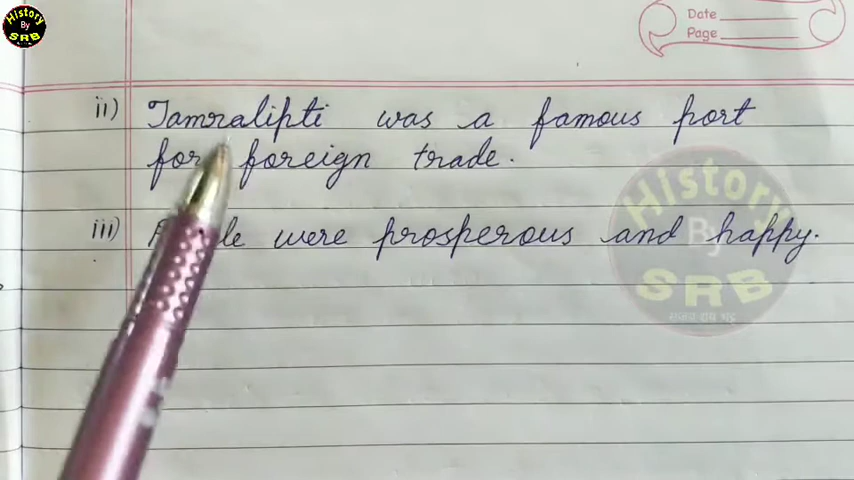 History
By
SRB
Date
Page
ii) Tamralipti was a famous port
for foreign trade.
iii) were prosperous and happy.
History
By
SRB